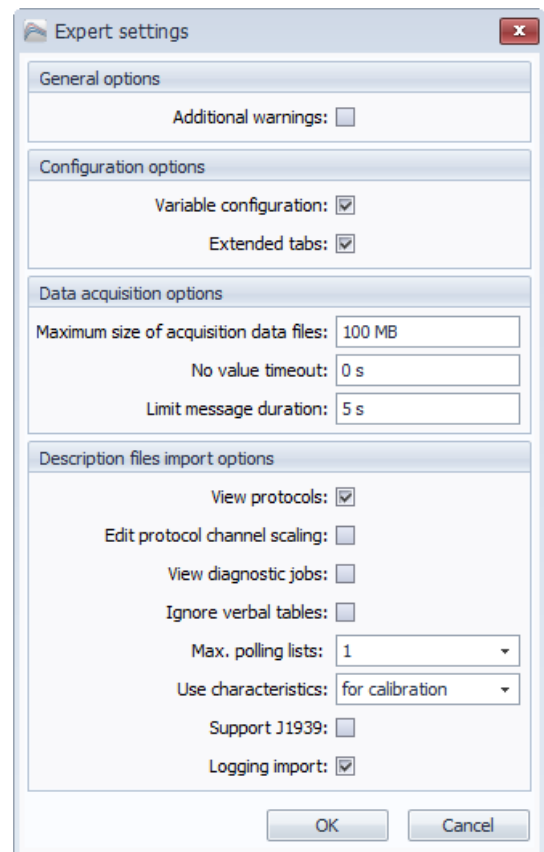 Expert settings
General options
Additional warnings:
Configuration options
Variable configuration:
Extended tabs:
Data acquisition options
Maximum size of acquisition data files: 100 MB
No value timeout: 0 s
Limit message duration: 5 s
Description files import options
View protocols:
Edit protocol channel scaling:
View diagnostic jobs:
Ignore verbal tables:
Max. polling lists: 1
Use characteristics: for calibration
Support J1939:
Logging import:
OK Cancel